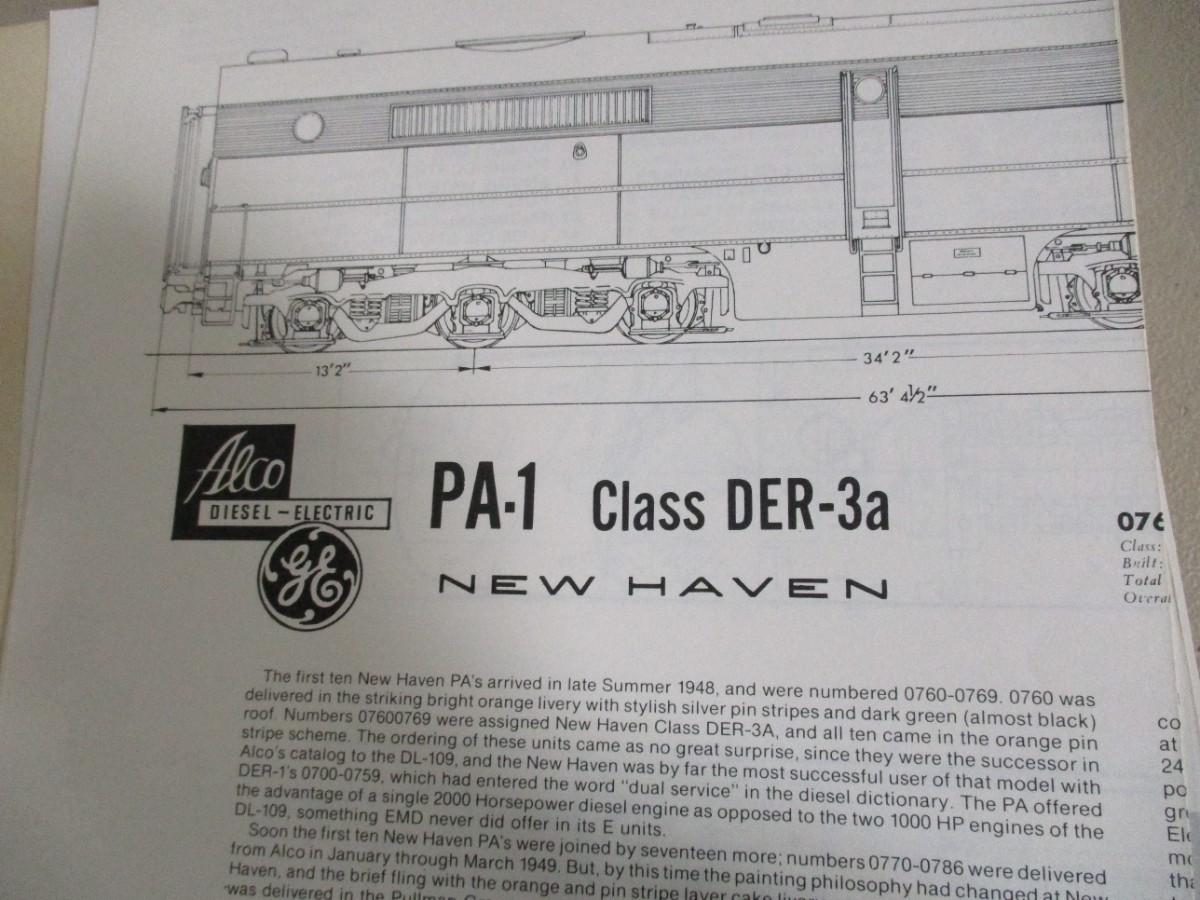 13'2"
34'2"
63' 4½"
Alco
DIESEL-ELECTRIC
GE
PA-1 Class DER-3a
NEW HAVEN
076
Class:
Built:
Total
The first ten New Haven PA's arrived in late Summer 1948, and were numbered 0760-0769. 0760 was
delivered in the striking bright orange livery with stylish silver pin stripes and dark green (almost black)
roof. Numbers 07600769 were assigned New Haven Class DER-3A, and all ten came in the orange pin
stripe scheme. The ordering of these units came as no great surprise, since they were the successor in
Alco's catalog to the DL-109, and the New Haven was by far the most successful user of that model with
DER-1's 0700-0759, which had entered the word "dual service" in the diesel dictionary. The PA offered
the advantage of a single 2000 Horsepower diesel engine as opposed to the two 1000 HP engines of the
DL-109, something EMD never did offer in its E units.
Soon the first ten New Haven PA's were joined by seventeen more; numbers 0770-0786 were delivered
from Alco in January through March 1949. But, by this time the painting philosophy had changed at New
Haven, and the brief fling with the orange and pin stripe layer cake
was delivered in the Pullman
co
at
24